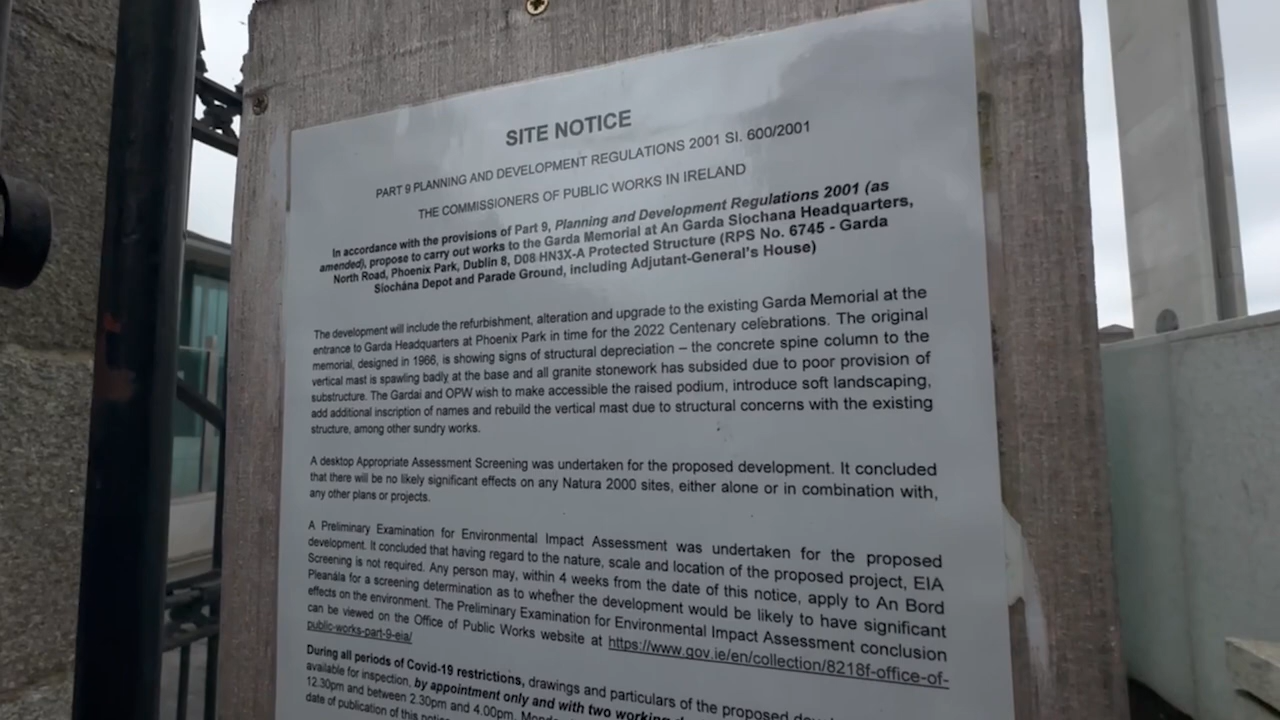 SITE NOTICE
PART 9 PLANNING AND DEVELOPMENT REGULATIONS 2001 SI. 600/2001
THE COMMISSIONERS OF PUBLIC WORKS IN IRELAND
In accordance with the provisions of Part 9, Planning and Development Regulations 2001 (as
amended), propose to carry out works to the Garda Memorial at An Garda Síochana Headquarters,
North Road, Phoenix Park, Dublin 8, D08 HN3X-A Protected Structure (RPS No. 6745 - Garda
Síochána Depot and Parade Ground, including Adjutant-General's House)
The development will include the refurbishment, alteration and upgrade to the existing Garda Memorial at the
entrance to Garda Headquarters at Phoenix Park in time for the 2022 Centenary celebrations. The original
memorial, designed in 1966, is showing signs of structural depreciation – the concrete spine column to the
vertical mast is spawling badly at the base and all granite stonework has subsided due to poor provision of
substructure. The Gardai and OPW wish to make accessible the raised podium, introduce soft landscaping,
add additional inscription of names and rebuild the vertical mast due to structural concerns with the existing
structure, among other sundry works.
A desktop Appropriate Assessment Screening was undertaken for the proposed development. It concluded
that there will be no likely significant effects on any Natura 2000 sites, either alone or in combination with,
any other plans or projects.
A Preliminary Examination for Environmental Impact Assessment was undertaken for the proposed
development. It concluded that having regard to the nature, scale and location of the proposed project, EIA
Screening is not required. Any person may, within 4 weeks from the date of this notice, apply to An Bord
Pleanála for a screening determination as to whether the development would be likely to have significant
effects on the environment. The Preliminary Examination for Environmental Impact Assessment conclusion
can be viewed on the Office of Public Works website at https://www.gov.ie/en/collection/8218f-office-of-
public-works-part-9-eia/
During all periods of Covid-19 restrictions, drawings and particulars of the proposed
available for inspection, by appointment only and with two working
12.30pm and between 2.30pm and 4.00pm,
date of publication of this